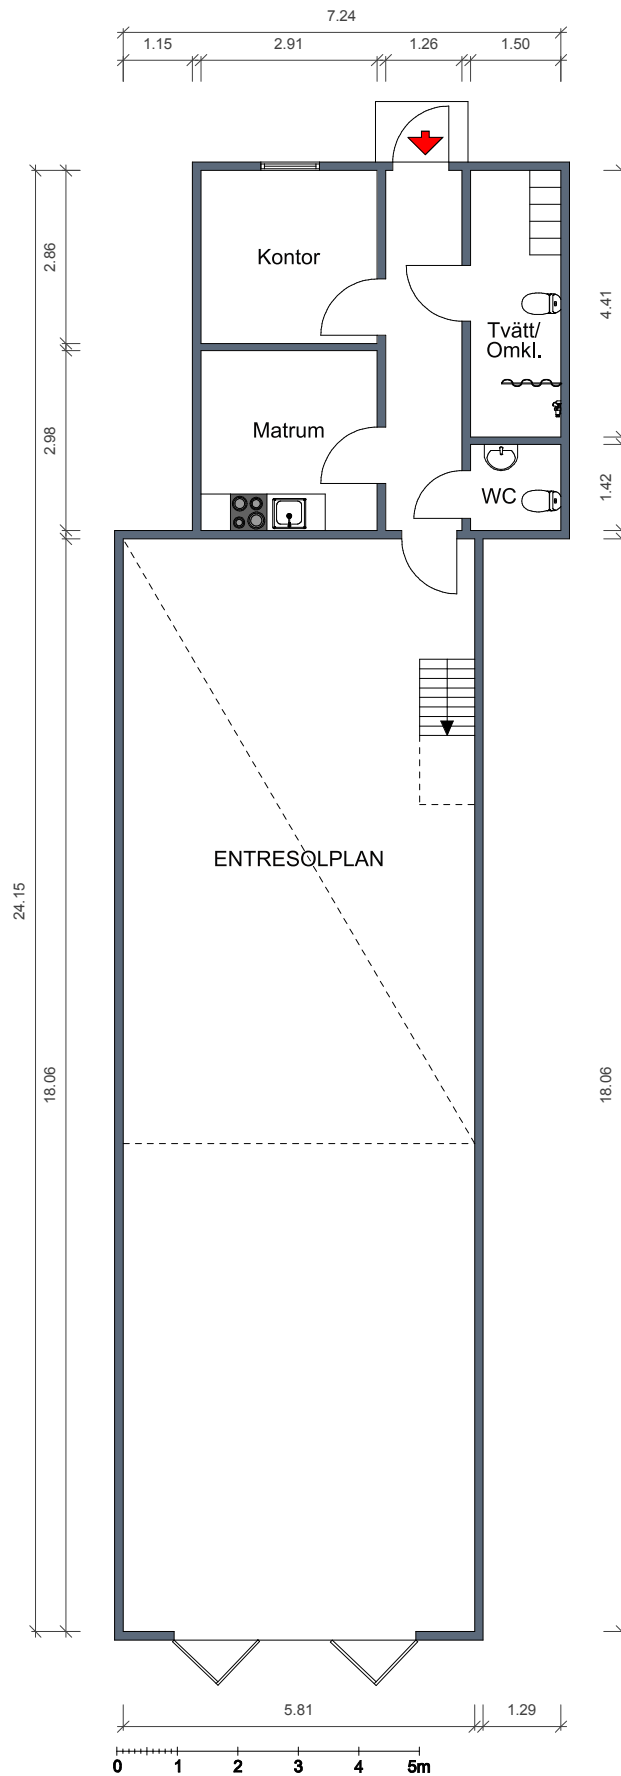 7.24
1.15 2.91 1.26 1.50
2.86
Kontor
4.41
Tvätt/
Omkl.
2.98
Matrum
1.42
WC
ENTRESOLPLAN
24.15
18.06
18.06
5.81 1.29
0 1 2 3 4 5m